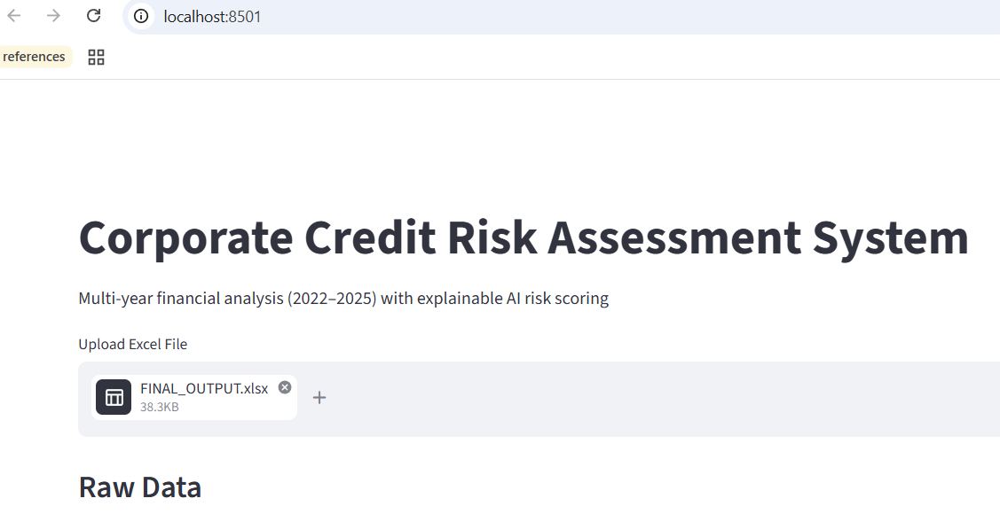 localhost:8501
references
Corporate Credit Risk Assessment System
Multi-year financial analysis (2022–2025) with explainable AI risk scoring
Upload Excel File
FINAL_OUTPUT.xlsx
38.3KB
Raw Data